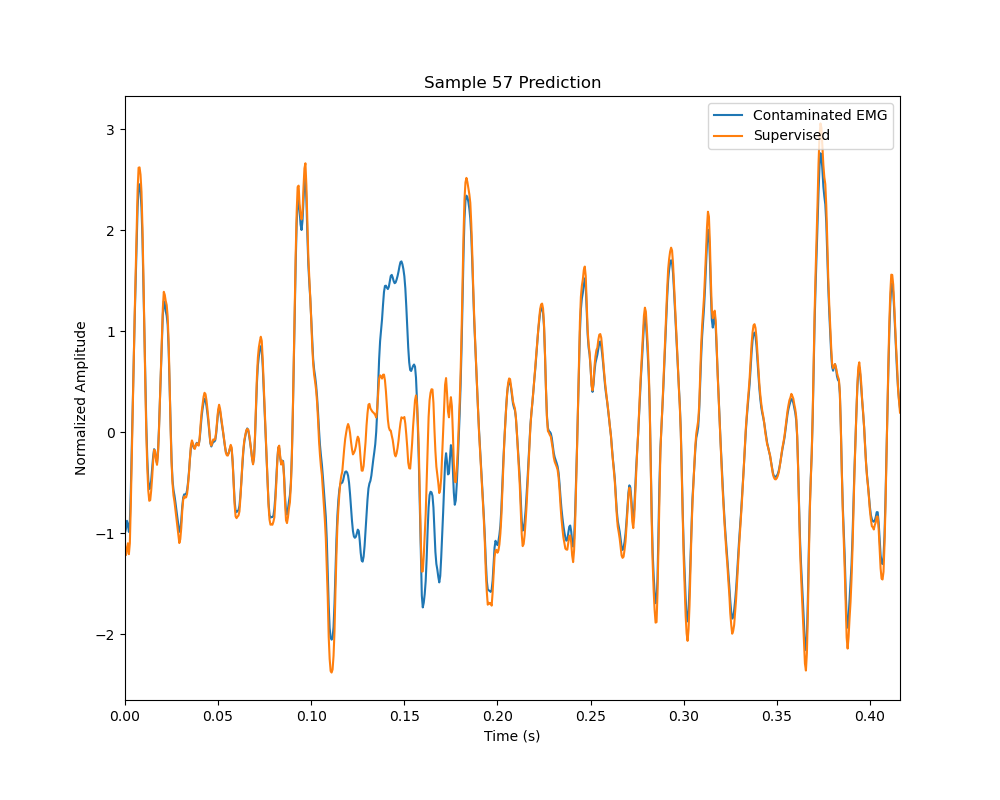 Sample 57 Prediction
Contaminated EMG
Supervised
Normalized Amplitude
3
2
1
0
−1
−2
0.00 0.05 0.10 0.15 0.20 0.25 0.30 0.35 0.40
Time (s)